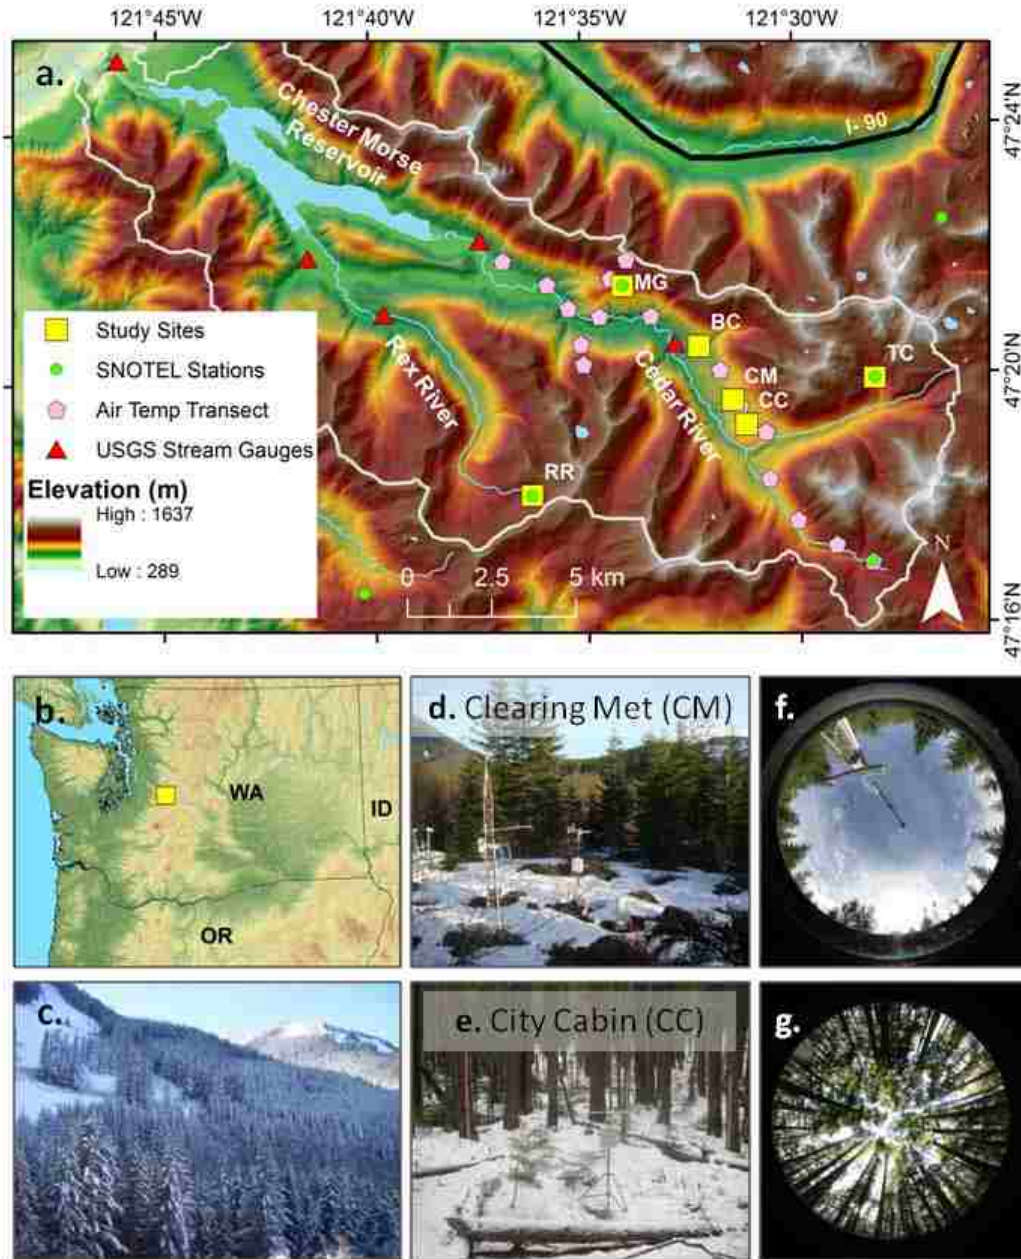 121°45'W
121°40'W
121°35'W
121°30'W
a.
Chester Morse
Reservoir
I-90
47°24'N
MG
BC
TC
Study Sites
SNOTEL Stations
Air Temp Transect
USGS Stream Gauges
Rex River
Cedar River
CM
CC
47°20'N
RR
Elevation (m)
High : 1637
Low : 289
0
2.5
5 km
N
47°16'N
b.
WA
ID
OR
d. Clearing Met (CM)
f.
c.
e. City Cabin (CC)
g.